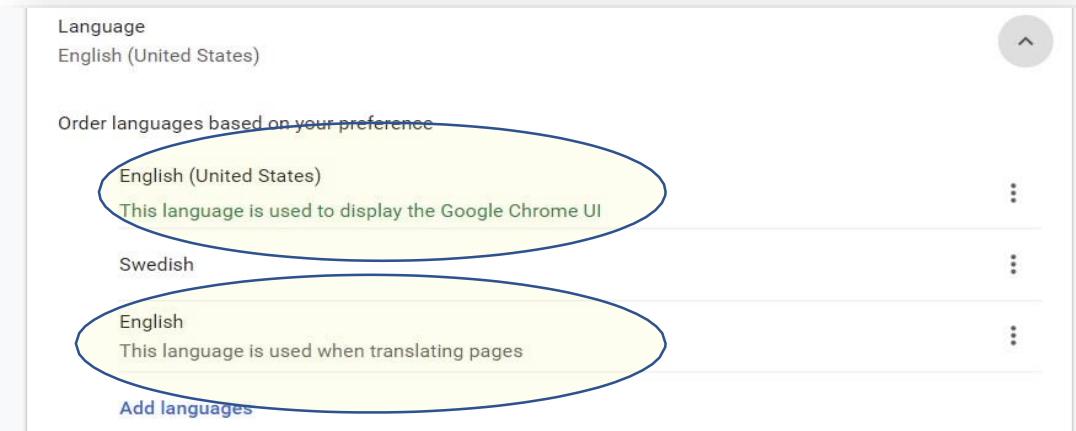 Language
English (United States)
Order languages based on your preference
English (United States)
This language is used to display the Google Chrome UI
Swedish
English
This language is used when translating pages
Add languages